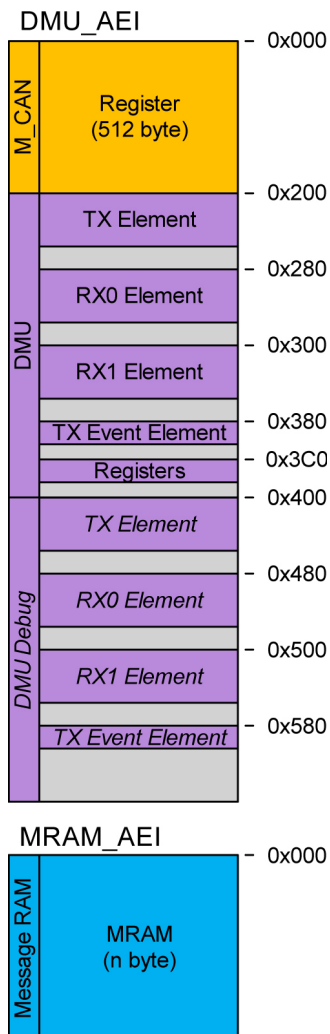 DMU_AEI
0x000
M_CAN
Register
(512 byte)
0x200
DMU
TX Element
0x280
RX0 Element
0x300
RX1 Element
0x380
TX Event Element
0x3C0
Registers
0x400
DMU Debug
TX Element
0x480
RX0 Element
0x500
RX1 Element
0x580
TX Event Element
MRAM_AEI
0x000
Message RAM
MRAM
(n byte)